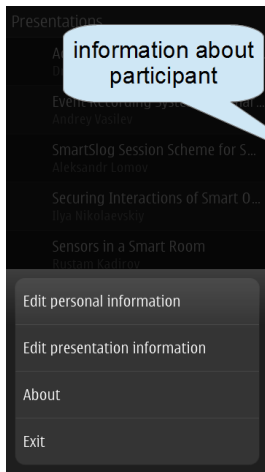 Presentations
information about
participant
Event Recording
Andrey Vasilev
SmartSlog Session Scheme for S...
Aleksandr Lomov
Securing Interactions of Smart O...
Ilya Nikolaevskiy
Sensors in a Smart Room
Rustam Kadirov
Edit personal information
Edit presentation information
About
Exit